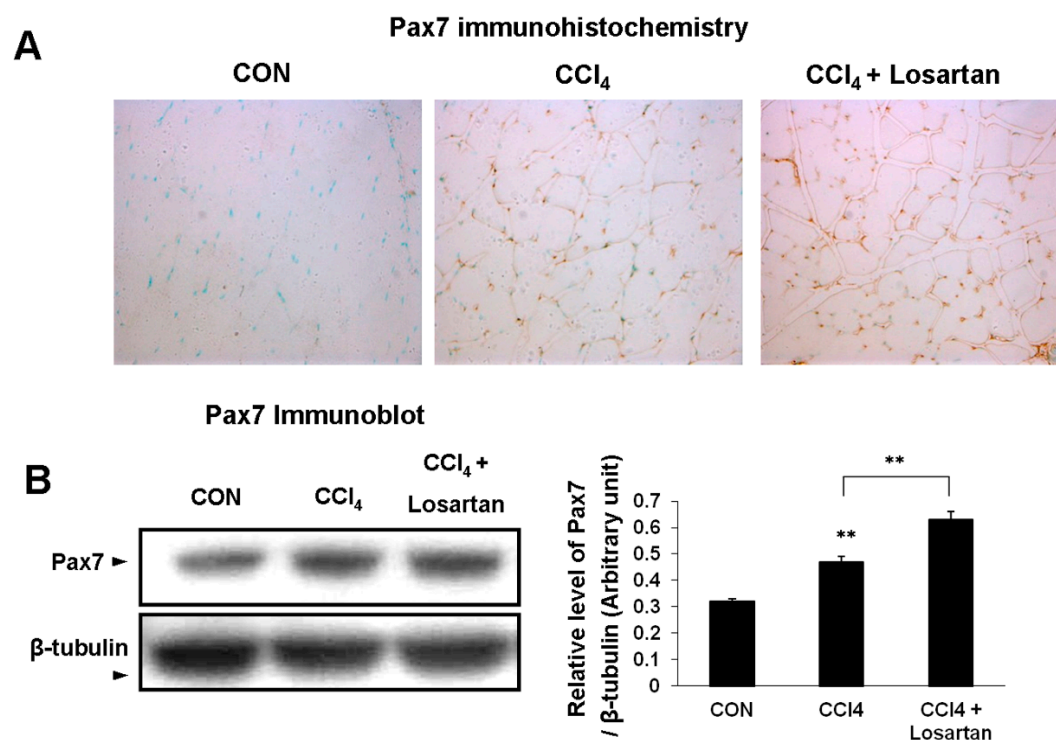 Pax7 immunohistochemistry
A
CON
CCl₄
CCl₄ + Losartan
Pax7 Immunoblot
B
CON
CCl₄
CCl₄ +
Losartan
Pax7
β-tubulin
Relative level of Pax7
/ β-tubulin (Arbitrary unit)
0.7
0.6
0.5
0.4
0.3
0.2
0.1
0
**
**
CON
CCl4
CCl4 +
Losartan